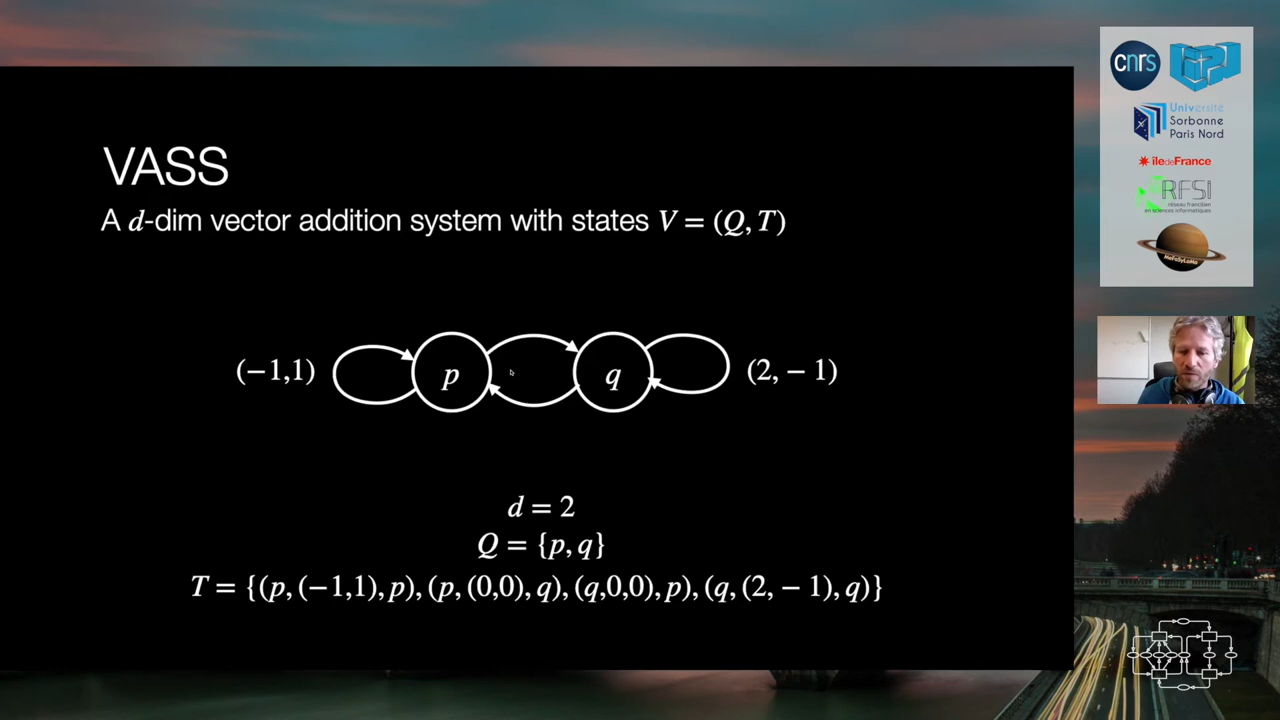 VASS
A d-dim vector addition system with states V = (Q, T)
(−1,1)
p
q
(2, − 1)
d = 2
Q = {p, q}
T = {(p, (−1,1), p), (p, (0,0), q), (q,0,0), p), (q, (2, − 1), q)}
cnrs
Université
Sorbonne
Paris Nord
îledeFrance
RFSI
réseau francilien
en sciences informatiques
MeFoSyLoMa